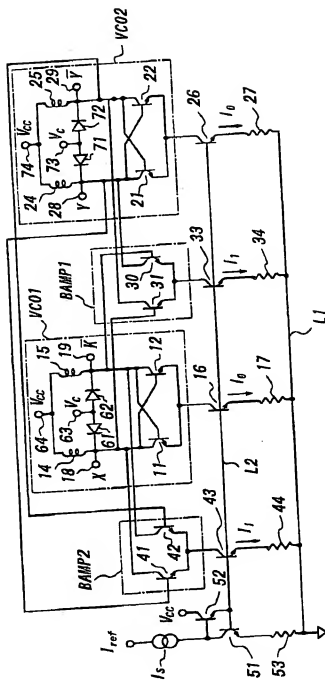 VCO2
74 Vcc
25
24
29 Y̅
Vc
73
72
71
28 Y
22
21
26
I0
27
BAMP1
30
31
33
I1
34
VCO1
64 Vcc
15
14
19 X̅
Vc
63
62
61
18 X
12
11
16
I0
17
L1
L2
BAMP2
41
42
43
I1
44
Vcc
52
Iref
Is
51
53